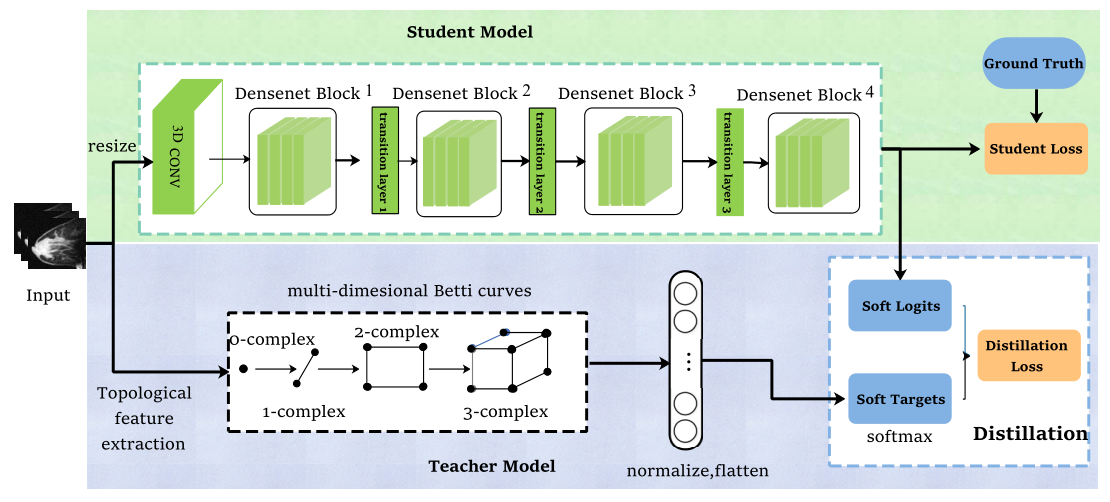 Student Model
Ground Truth
Densenet Block 1
Densenet Block 2
Densenet Block 3
Densenet Block 4
resize
3D CONV
transition layer 1
transition layer 2
transition layer 3
Student Loss
Input
multi-dimesional Betti curves
0-complex
2-complex
1-complex
3-complex
Topological
feature
extraction
Teacher Model
normalize,flatten
Soft Logits
Distillation
Loss
Soft Targets
softmax
Distillation